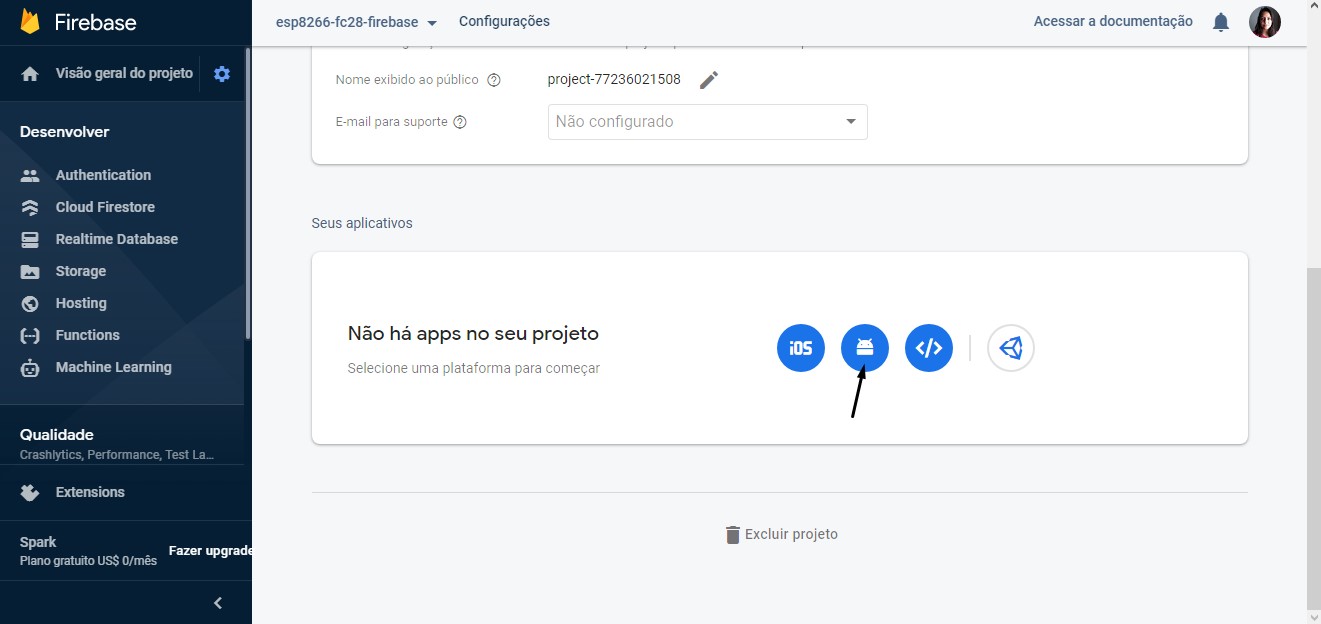 Firebase
esp8266-fc28-firebase
Configurações
Acessar a documentação
Visão geral do projeto
Desenvolver
Authentication
Cloud Firestore
Realtime Database
Storage
Hosting
Functions
Machine Learning
Qualidade
Crashlytics, Performance, Test La...
Extensions
Spark
Plano gratuito US$ 0/mês
Fazer upgrade
Nome exibido ao público
project-77236021508
E-mail para suporte
Não configurado
Seus aplicativos
Não há apps no seu projeto
Selecione uma plataforma para começar
iOS
Excluir projeto